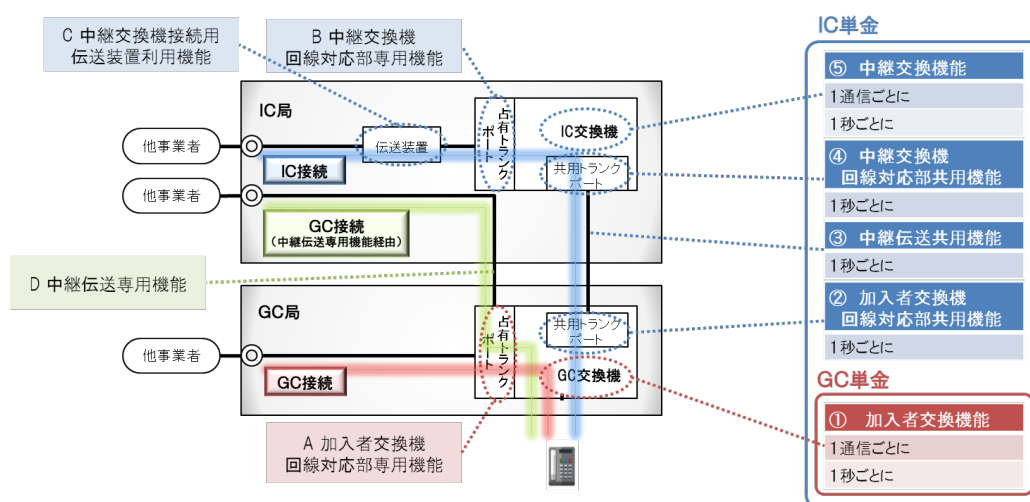 C 中継交換機接続用
伝送装置利用機能
B 中継交換機
回線対応部専用機能
IC単金
⑤ 中継交換機能
1通信ごとに
1秒ごとに
④ 中継交換機
回線対応部共用機能
1秒ごとに
③ 中継伝送共用機能
1秒ごとに
② 加入者交換機
回線対応部共用機能
1秒ごとに
GC単金
① 加入者交換機能
1通信ごとに
1秒ごとに
IC局
他事業者
伝送装置
占有トランク
ポート
IC交換機
IC接続
共用トランク
ポート
他事業者
GC接続
(中継伝送専用機能経由)
D 中継伝送専用機能
GC局
他事業者
占有トランク
ポート
共用トランク
ポート
GC接続
GC交換機
A 加入者交換機
回線対応部専用機能